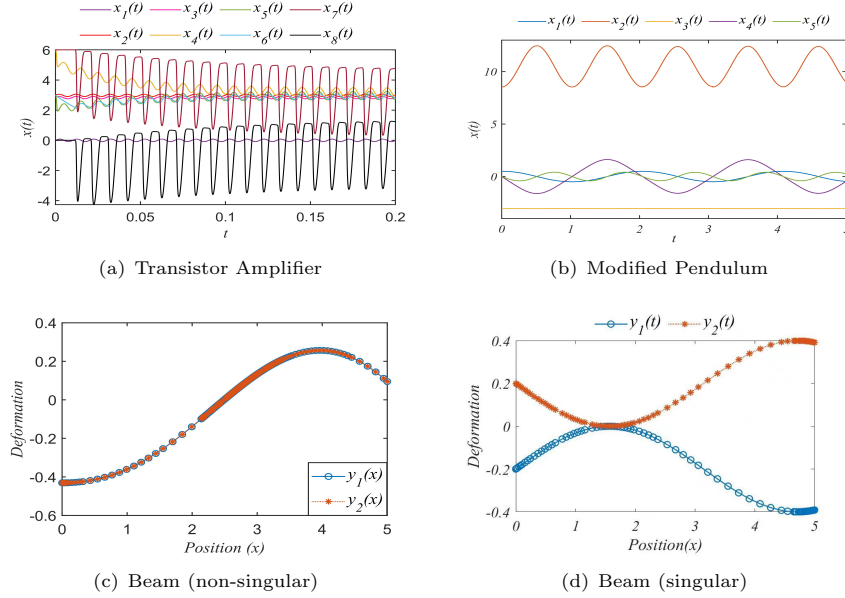 x1(t) x3(t) x5(t) x7(t)
x2(t) x4(t) x6(t) x8(t)
6
4
2
0
-2
-4
x(t)
0 0.05 0.1 0.15 0.2
t
(a) Transistor Amplifier
x1(t) x2(t) x3(t) x4(t) x5(t)
10
5
0
x(t)
0 1 2 3 4 5
t
(b) Modified Pendulum
0.4
0.2
0
-0.2
-0.4
-0.6
Deformation
y1(x)
y2(x)
0 1 2 3 4 5
Position (x)
(c) Beam (non-singular)
y1(t) y2(t)
0.4
0.2
0
-0.2
-0.4
Deformation
0 1 2 3 4 5
Position(x)
(d) Beam (singular)